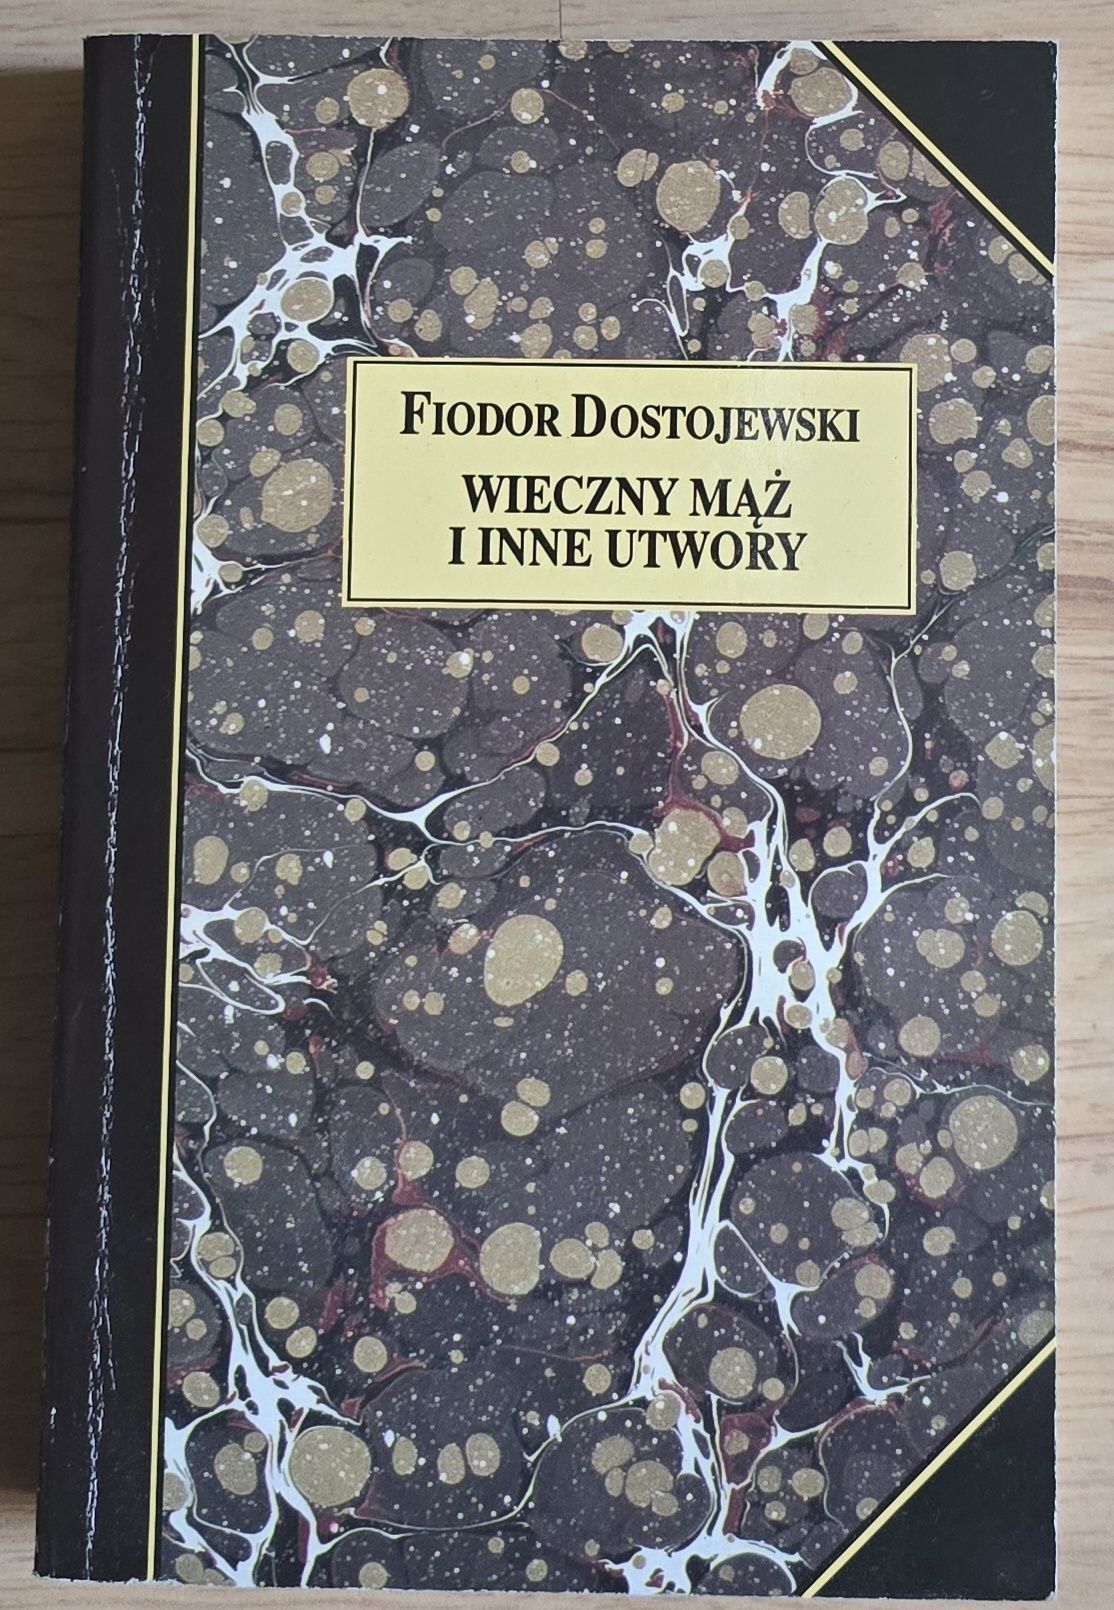 FIODOR DOSTOJEWSKI
WIECZNY MĄŻ
I INNE UTWORY